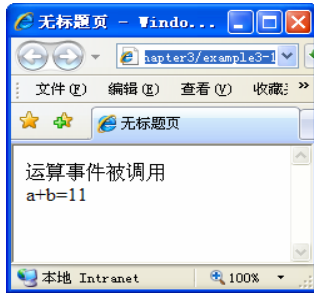 无标题页 - Windo...
hapter3/example3-1
文件(F) 编辑(E) 查看(V) 收藏 »
无标题页
运算事件被调用
a+b=11
本地 Intranet 100%